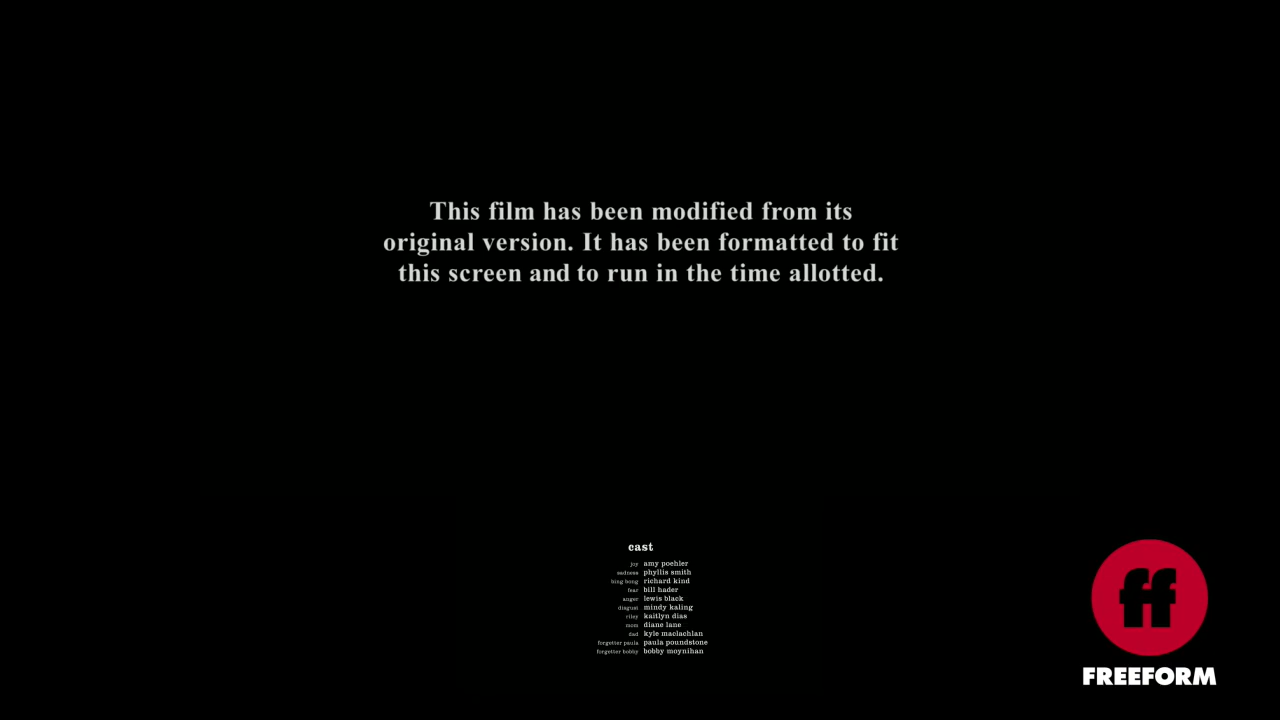 This film has been modified from its
original version. It has been formatted to fit
this screen and to run in the time allotted.
cast
joy amy poehler
sadness phyllis smith
bing bong richard kind
fear bill hader
anger lewis black
disgust mindy kaling
riley kaitlyn dias
mom diane lane
dad kyle maclachlan
forgetter paula paula poundstone
forgetter bobby bobby moynihan
ff
FREEFORM